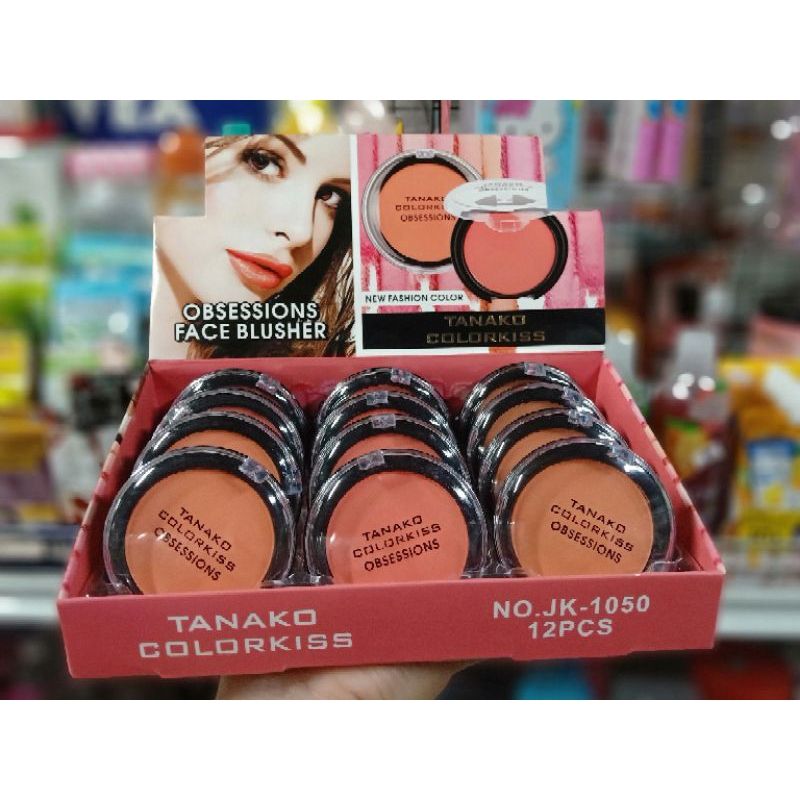 OBSESSIONS
FACE BLUSHER
TANAKO
COLORKISS
OBSESSIONS
NEW FASHION COLOR
TANAKO
COLORKISS
TANAKO
COLORKISS
OBSESSIONS
TANAKO
COLORKISS
OBSESSIONS
TANAKO
COLORKISS
OBSESSIONS
TANAKO
COLORKISS
NO.JK-1050
12PCS